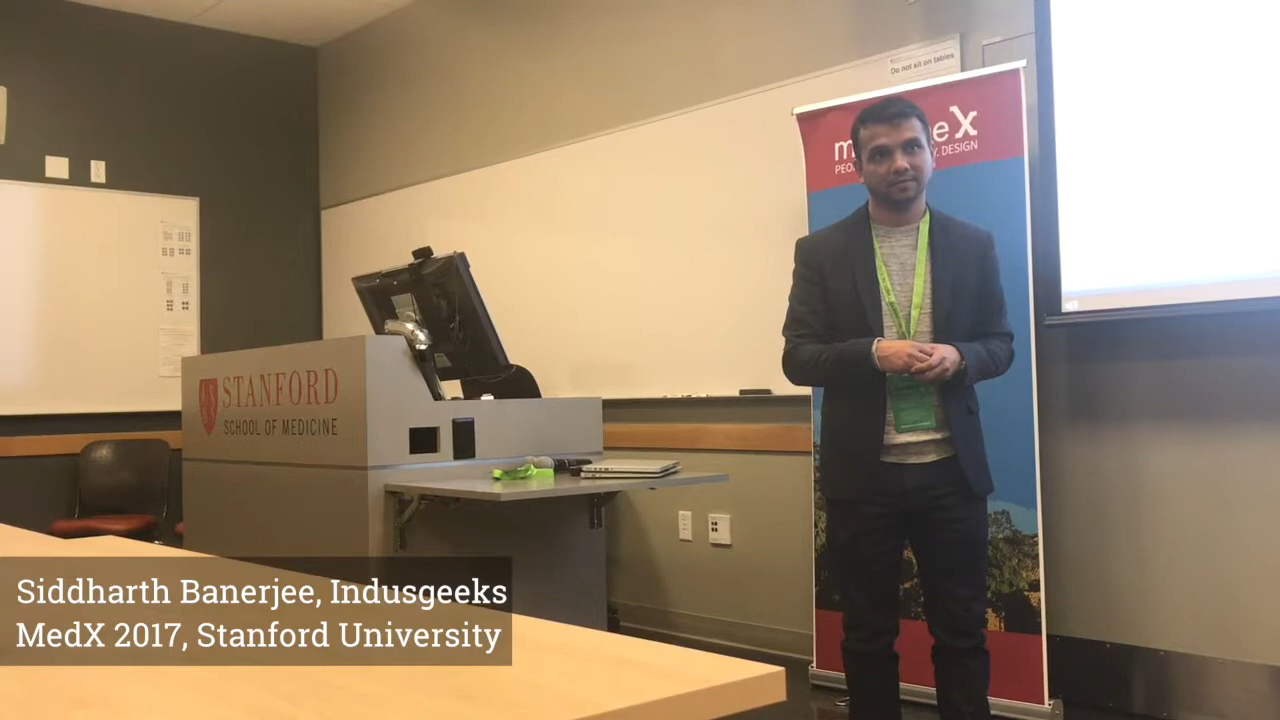 Do not sit on tables
e X
DESIGN
STANFORD
SCHOOL OF MEDICINE
Siddharth Banerjee, Indusgeeks
MedX 2017, Stanford University